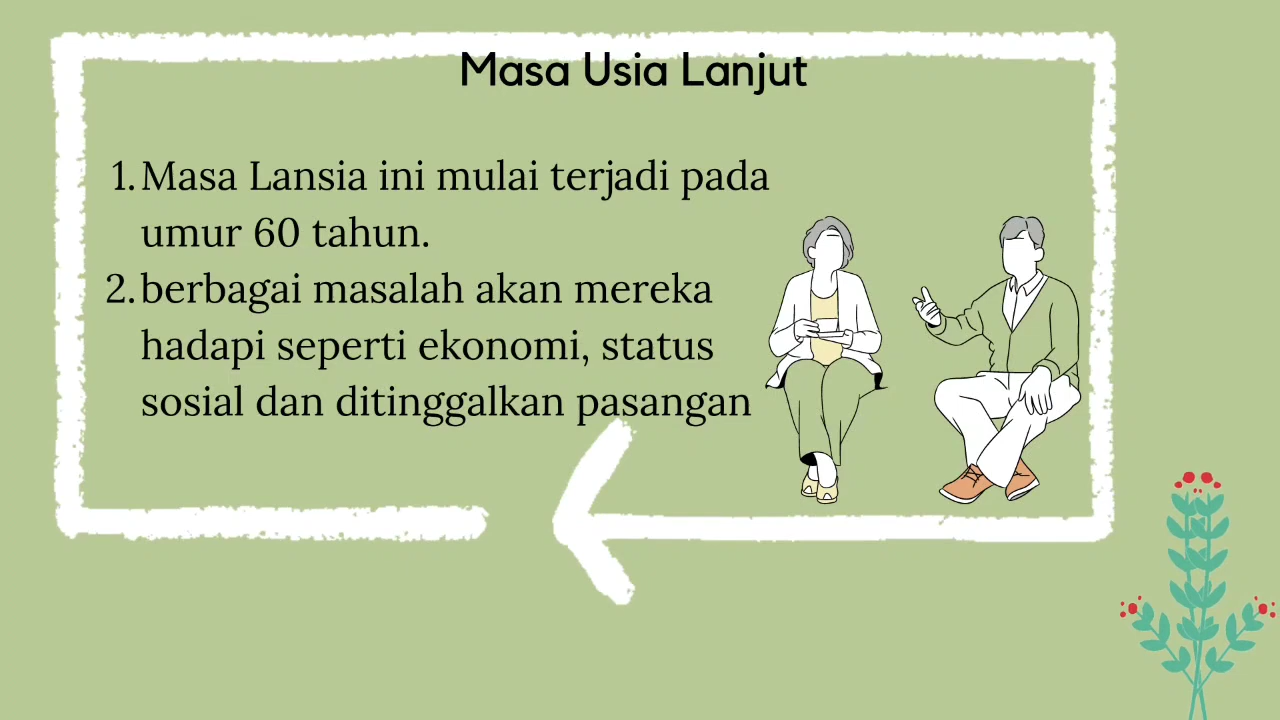 Masa Usia Lanjut
1. Masa Lansia ini mulai terjadi pada
umur 60 tahun.
2. berbagai masalah akan mereka
hadapi seperti ekonomi, status
sosial dan ditinggalkan pasangan